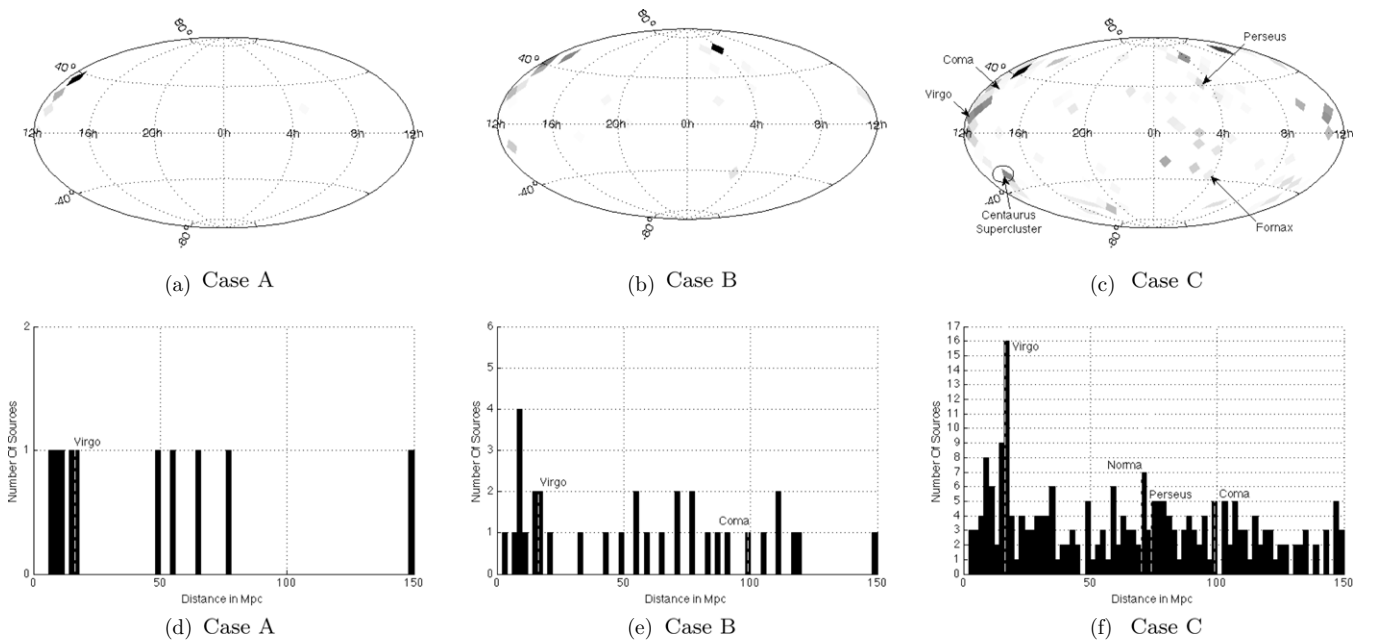 80°
40°
12h 16h 20h 0h 4h 12h
-40°
-80°
(a) Case A
80°
40°
12h 16h 20h 0h 4h 12h
-40°
-80°
(b) Case B
80°
Perseus
Coma
40°
Virgo
12h 16h 20h 0h 4h 12h
-40°
Centaurus
Supercluster
-80°
Fornax
(c) Case C
2
1
0
Number Of Sources
Virgo
0 50 100 150
Distance in Mpc
(d) Case A
6
5
4
3
2
1
0
Number Of Sources
Virgo
Coma
0 50 100 150
Distance in Mpc
(e) Case B
17
16
15
14
13
12
11
10
9
8
7
6
5
4
3
2
1
0
Number Of Sources
Virgo
Norma
Perseus
Coma
0 50 100 150
Distance in Mpc
(f) Case C